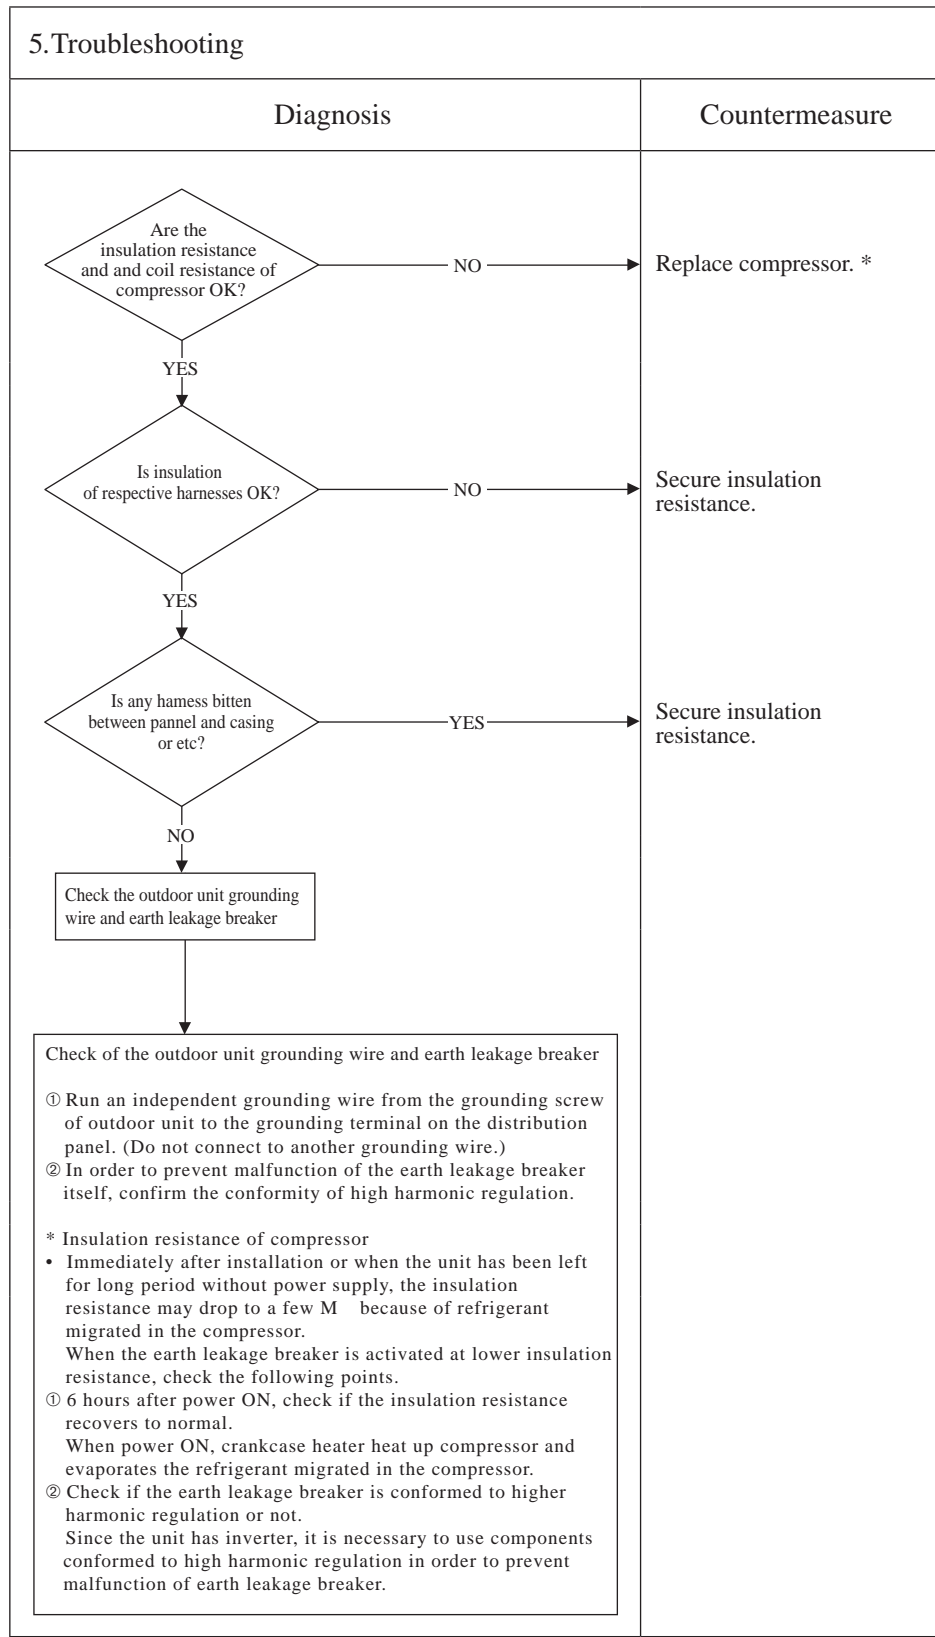 5.Troubleshooting
Diagnosis
Countermeasure
Are the
insulation resistance
and and coil resistance of
compressor OK?
NO
Replace compressor. *
YES
Is insulation
of respective harnesses OK?
NO
Secure insulation
resistance.
YES
Is any hamess bitten
between pannel and casing
or etc?
YES
Secure insulation
resistance.
NO
Check the outdoor unit grounding
wire and earth leakage breaker
Check of the outdoor unit grounding wire and earth leakage breaker
① Run an independent grounding wire from the grounding screw
of outdoor unit to the grounding terminal on the distribution
panel. (Do not connect to another grounding wire.)
② In order to prevent malfunction of the earth leakage breaker
itself, confirm the conformity of high harmonic regulation.
* Insulation resistance of compressor
• Immediately after installation or when the unit has been left
for long period without power supply, the insulation
resistance may drop to a few M because of refrigerant
migrated in the compressor.
When the earth leakage breaker is activated at lower insulation
resistance, check the following points.
① 6 hours after power ON, check if the insulation resistance
recovers to normal.
When power ON, crankcase heater heat up compressor and
evaporates the refrigerant migrated in the compressor.
② Check if the earth leakage breaker is conformed to higher
harmonic regulation or not.
Since the unit has inverter, it is necessary to use components
conformed to high harmonic regulation in order to prevent
malfunction of earth leakage breaker.